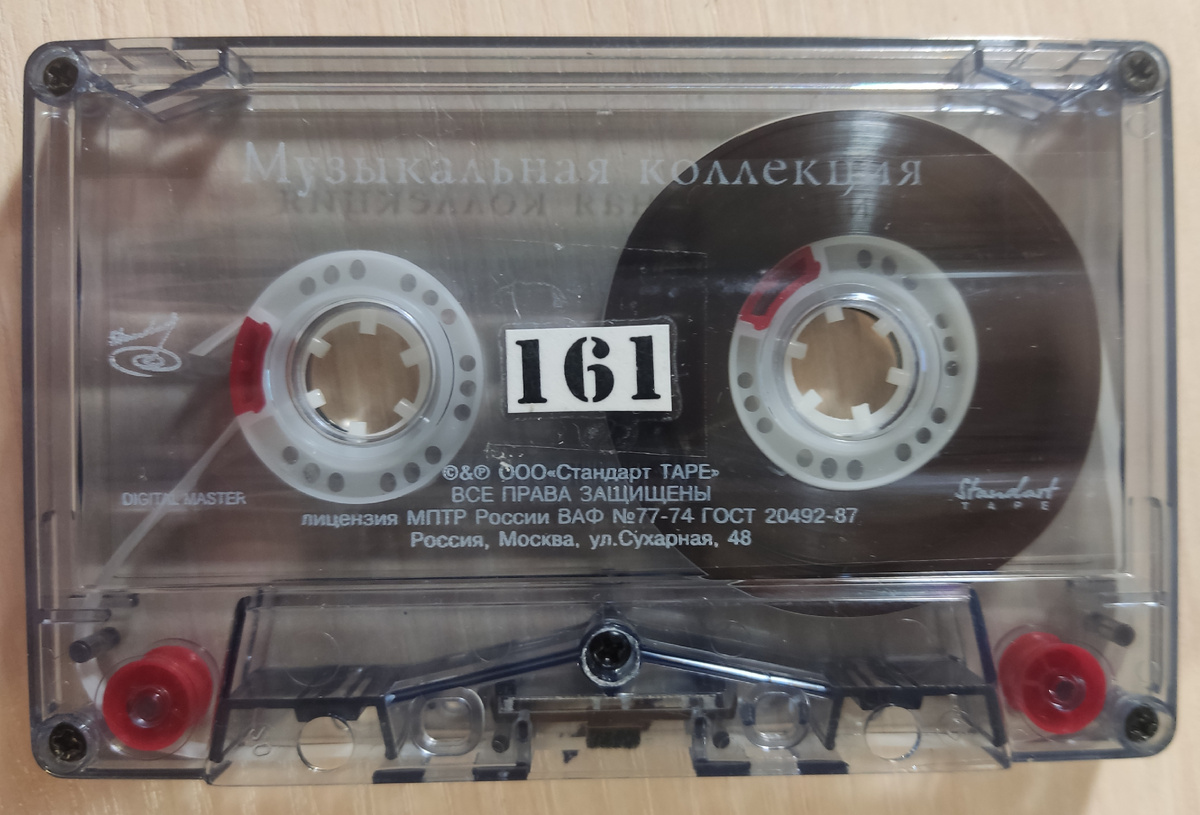 Музыкальная коллекция
161
©&℗ ООО«Стандарт ТАРЕ»
DIGITAL MASTER
ВСЕ ПРАВА ЗАЩИЩЕНЫ
Standart
TAPE
лицензия МПТР России ВАФ №77-74 ГОСТ 20492-87
Россия, Москва, ул.Сухарная, 48